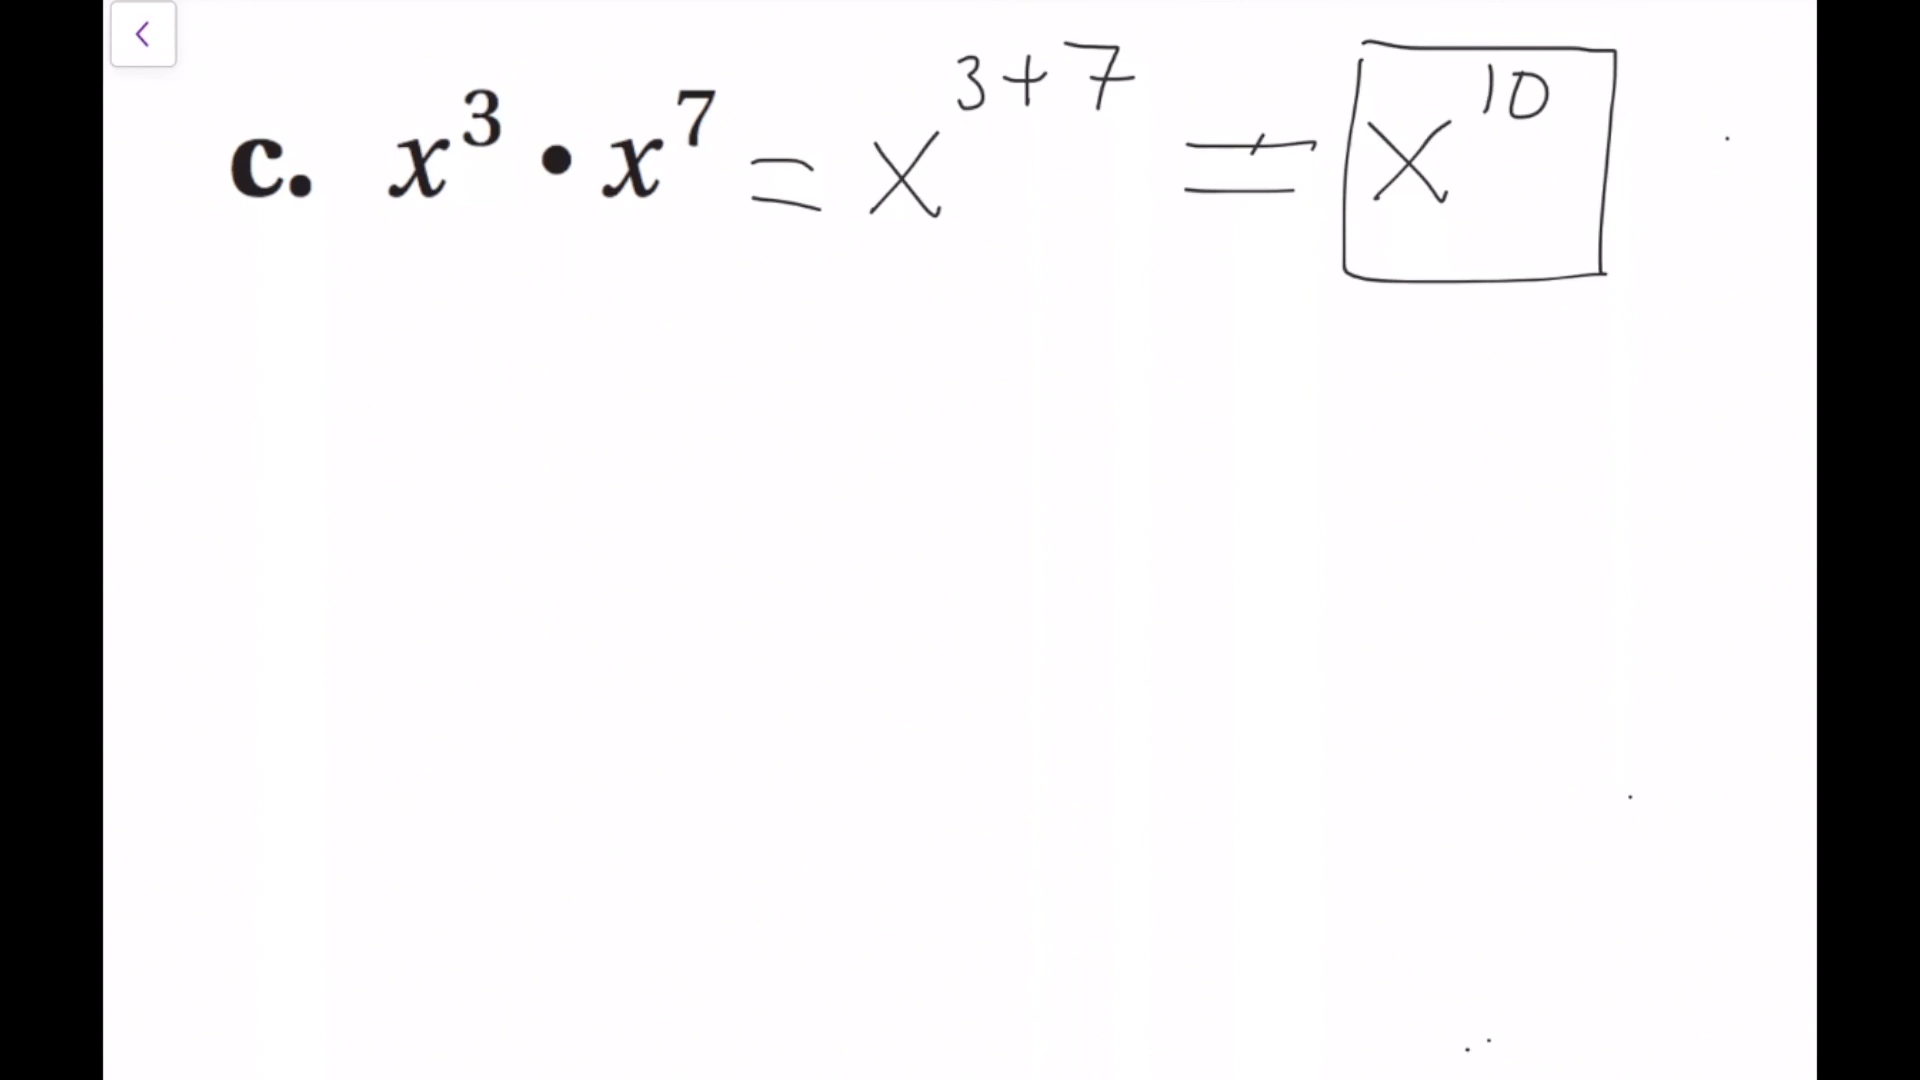 c. x³ • x⁷ = x³⁺⁷ = x¹⁰